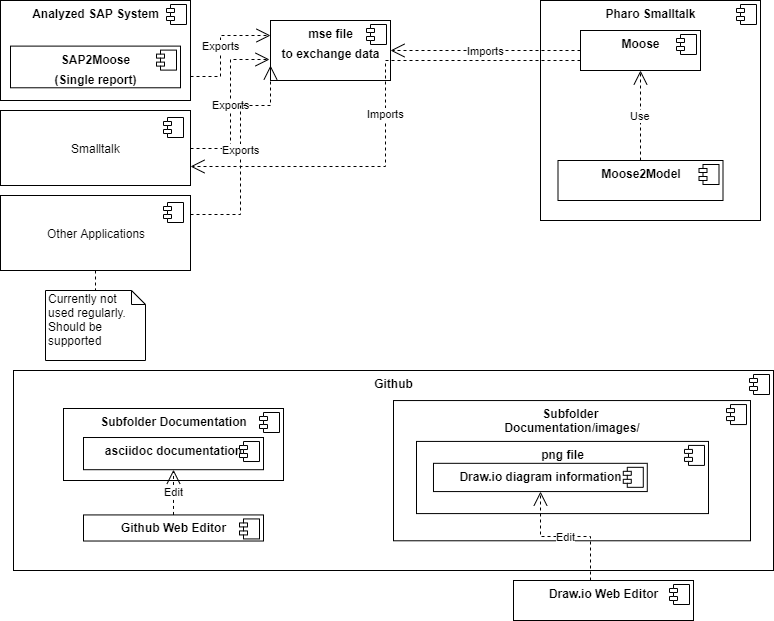 Analyzed SAP System
SAP2Moose
(Single report)
Exports
mse file
to exchange data
Imports
Pharo Smalltalk
Moose
Exports
Imports
Use
Smalltalk
Exports
Moose2Model
Other Applications
Currently not
used regularly.
Should be
supported
Github
Subfolder Documentation
asciidoc documentation
Edit
Github Web Editor
Subfolder
Documentation/images/
png file
Draw.io diagram information
Edit
Draw.io Web Editor